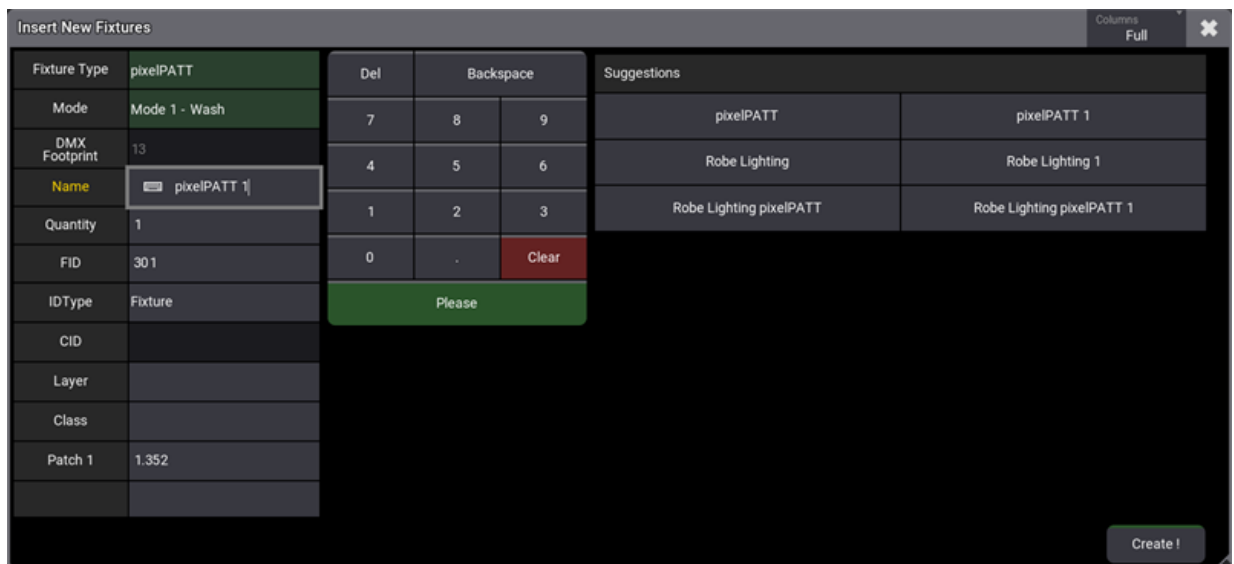 Insert New Fixtures
Columns
Full
Fixture Type pixelPATT
Mode Mode 1 - Wash
DMX
Footprint 13
Name pixelPATT 1
Quantity 1
FID 301
IDType Fixture
CID
Layer
Class
Patch 1 1.352
Del Backspace
7 8 9
4 5 6
1 2 3
0 . Clear
Please
Suggestions
pixelPATT pixelPATT 1
Robe Lighting Robe Lighting 1
Robe Lighting pixelPATT Robe Lighting pixelPATT 1
Create !